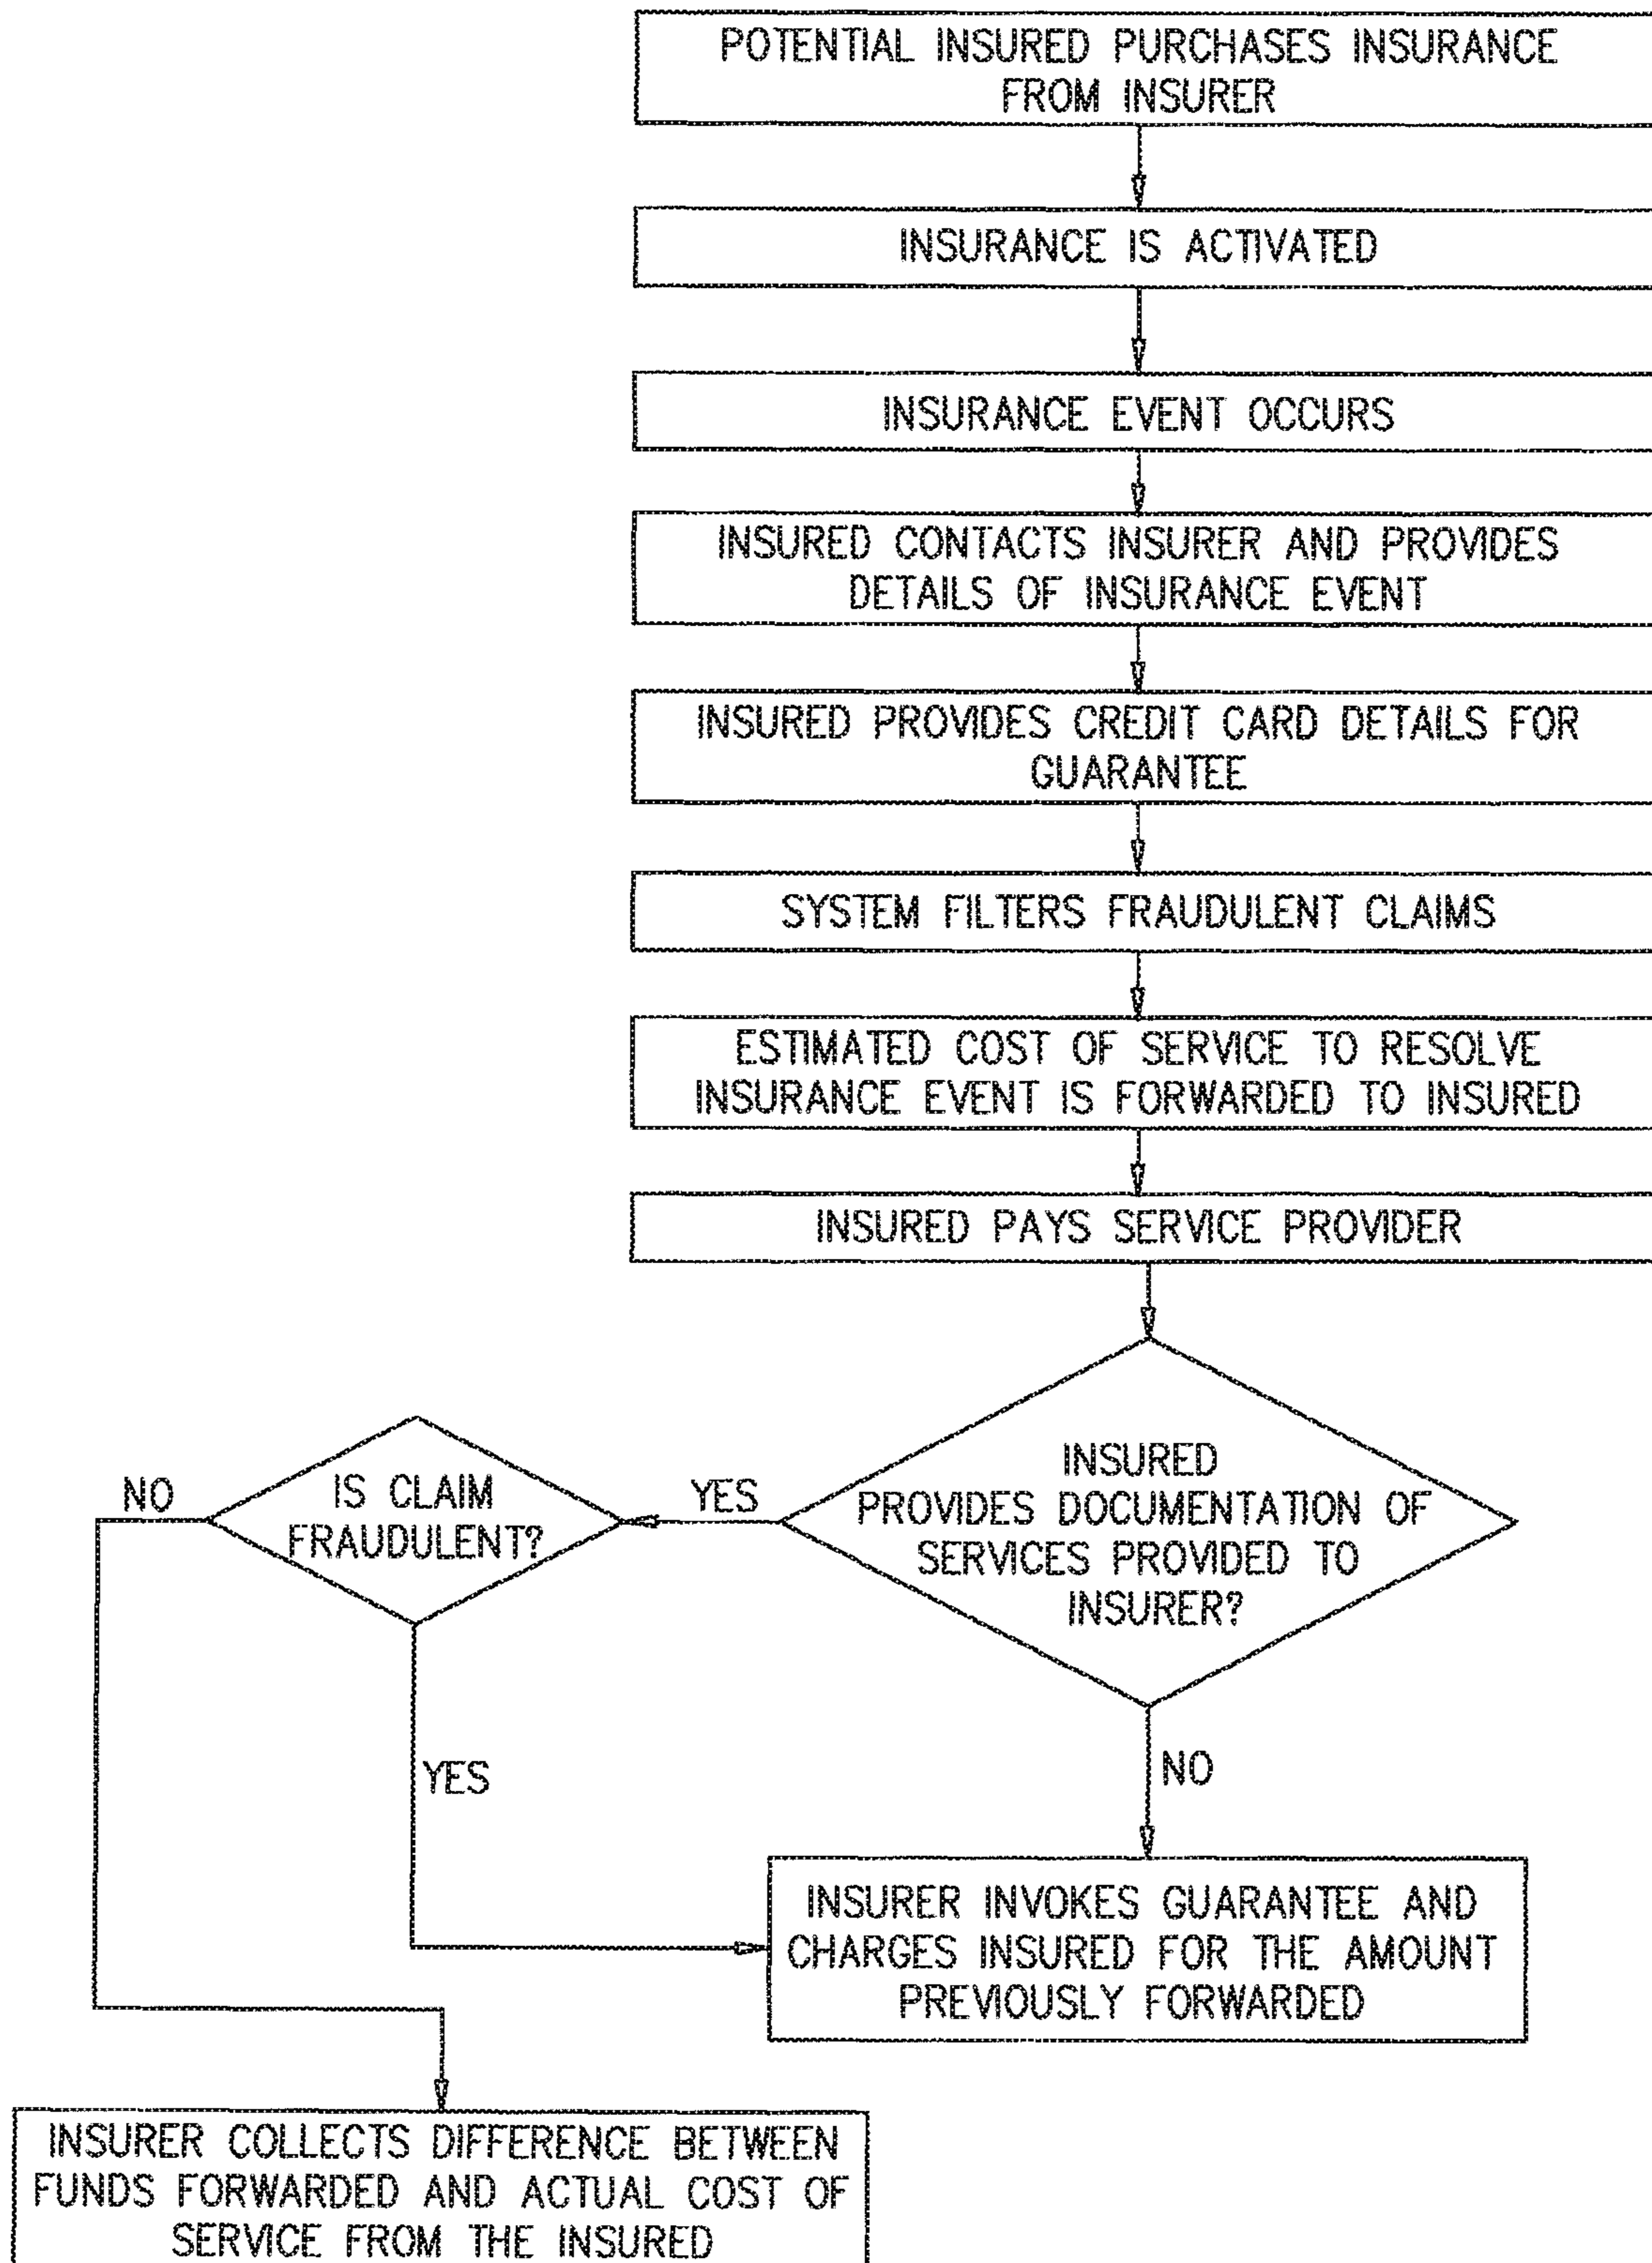 POTENTIAL INSURED PURCHASES INSURANCE
FROM INSURER
INSURANCE IS ACTIVATED
INSURANCE EVENT OCCURS
INSURED CONTACTS INSURER AND PROVIDES
DETAILS OF INSURANCE EVENT
INSURED PROVIDES CREDIT CARD DETAILS FOR
GUARANTEE
SYSTEM FILTERS FRAUDULENT CLAIMS
ESTIMATED COST OF SERVICE TO RESOLVE
INSURANCE EVENT IS FORWARDED TO INSURED
INSURED PAYS SERVICE PROVIDER
INSURED
PROVIDES DOCUMENTATION OF
SERVICES PROVIDED TO
INSURER?
YES
IS CLAIM
FRAUDULENT?
NO
YES
NO
INSURER INVOKES GUARANTEE AND
CHARGES INSURED FOR THE AMOUNT
PREVIOUSLY FORWARDED
INSURER COLLECTS DIFFERENCE BETWEEN
FUNDS FORWARDED AND ACTUAL COST OF
SERVICE FROM THE INSURED